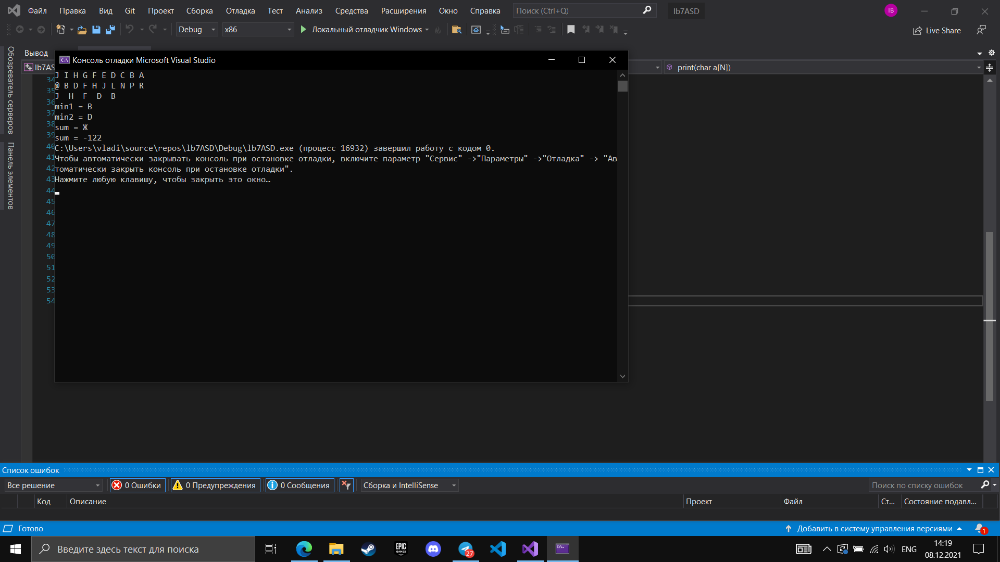 Файл Правка Вид Git Проект Сборка Отладка Тест Анализ Средства Расширения Окно Справка Поиск (Ctrl+Q) lb7ASD IB
Debug x86 Локальный отладчик Windows Live Share
Обозреватель серверов
Панель элементов
Вывод
lb7AS
print(char a[N])
Консоль отладки Microsoft Visual Studio
J I H G F E D C B A
@ B D F H J L N P R
J H F D B
min1 = B
min2 = D
sum = Ж
sum = -122
C:\Users\vladi\source\repos\lb7ASD\Debug\lb7ASD.exe (процесс 16932) завершил работу с кодом 0.
Чтобы автоматически закрывать консоль при остановке отладки, включите параметр "Сервис" ->"Параметры" ->"Отладка" -> "Ав
томатически закрыть консоль при остановке отладки".
Нажмите любую клавишу, чтобы закрыть это окно…
34
35
36
37
38
39
40
41
42
43
44
45
46
47
48
49
50
51
52
53
54
Список ошибок
Все решение 0 Ошибки 0 Предупреждения 0 Сообщения Сборка и IntelliSense Поиск по списку ошибок
Код Описание Проект Файл Ст... Состояние подавл...
Готово Добавить в систему управления версиями 1
Введите здесь текст для поиска EPIC GAMES 27 ENG 14:19
08.12.2021